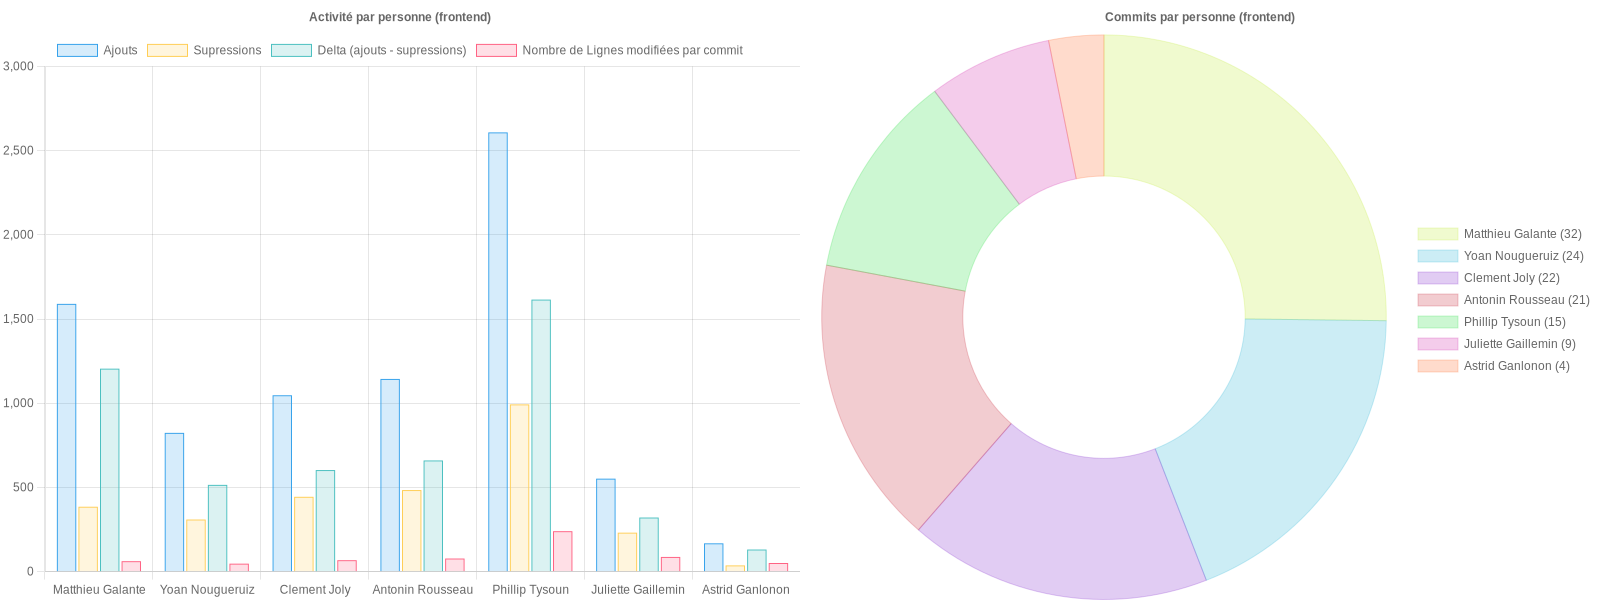 Activité par personne (frontend)
Ajouts
Supressions
Delta (ajouts - supressions)
Nombre de Lignes modifiées par commit
3,000
2,500
2,000
1,500
1,000
500
0
Matthieu Galante
Yoan Nougueruiz
Clement Joly
Antonin Rousseau
Phillip Tysoun
Juliette Gaillemin
Astrid Ganlonon
Commits par personne (frontend)
Matthieu Galante (32)
Yoan Nougueruiz (24)
Clement Joly (22)
Antonin Rousseau (21)
Phillip Tysoun (15)
Juliette Gaillemin (9)
Astrid Ganlonon (4)